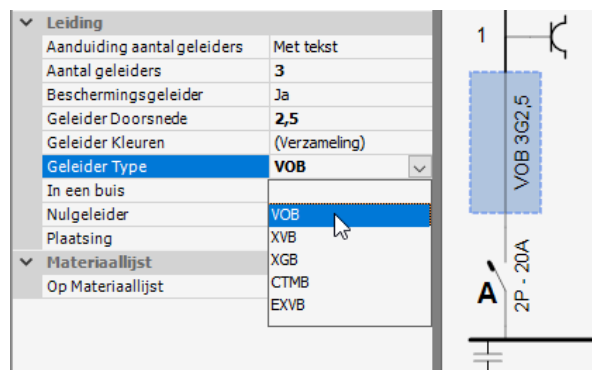 Leiding
Aanduiding aantal geleiders Met tekst
Aantal geleiders 3
Beschermingsgeleider Ja
Geleider Doorsnede 2,5
Geleider Kleuren (Verzameling)
Geleider Type VOB
In een buis
Nulgeleider VOB
Plaatsing XVB
XGB
Materiaallijst
Op Materiaallijst CTMB
EXVB
1
VOB 3G2,5
A 2P - 20A